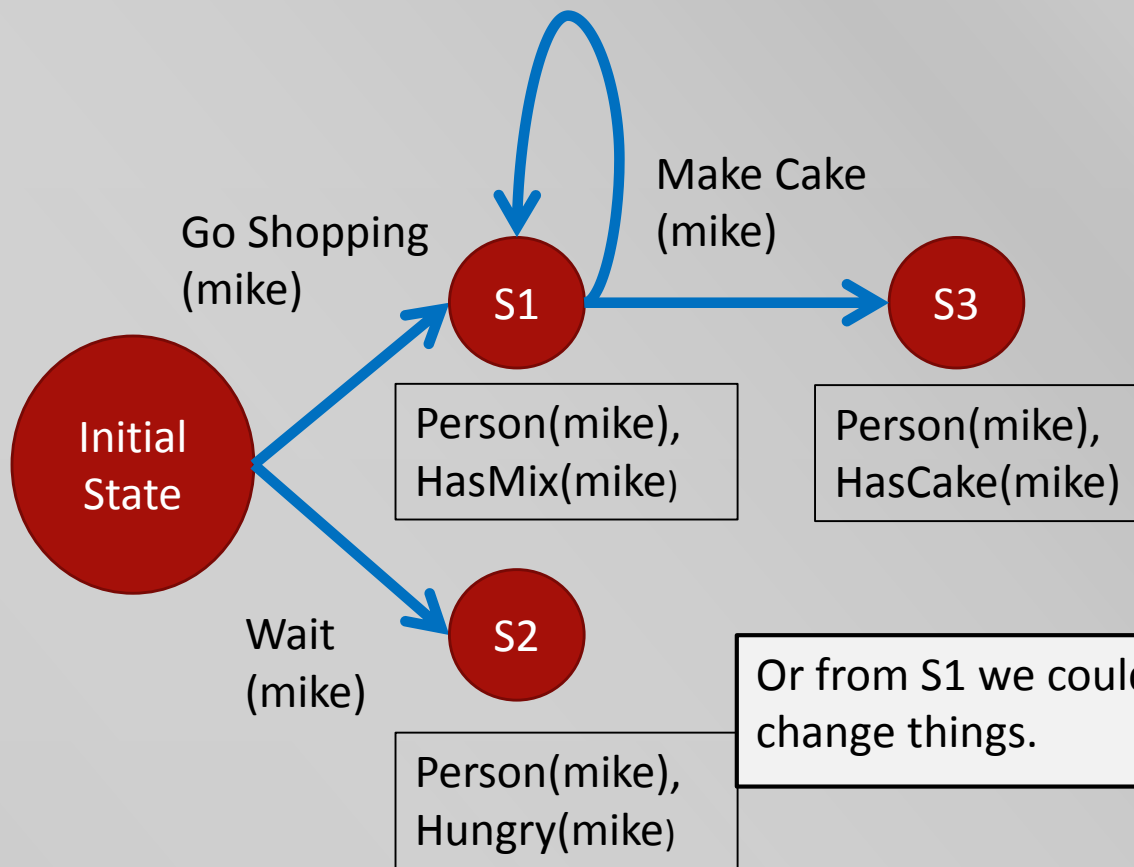 Make Cake
(mike)
Go Shopping
(mike)
S1
S3
Person(mike),
HasMix(mike)
Person(mike),
HasCake(mike)
Initial
State
Wait
(mike)
S2
Or from S1 we could
change things.
Person(mike),
Hungry(mike)